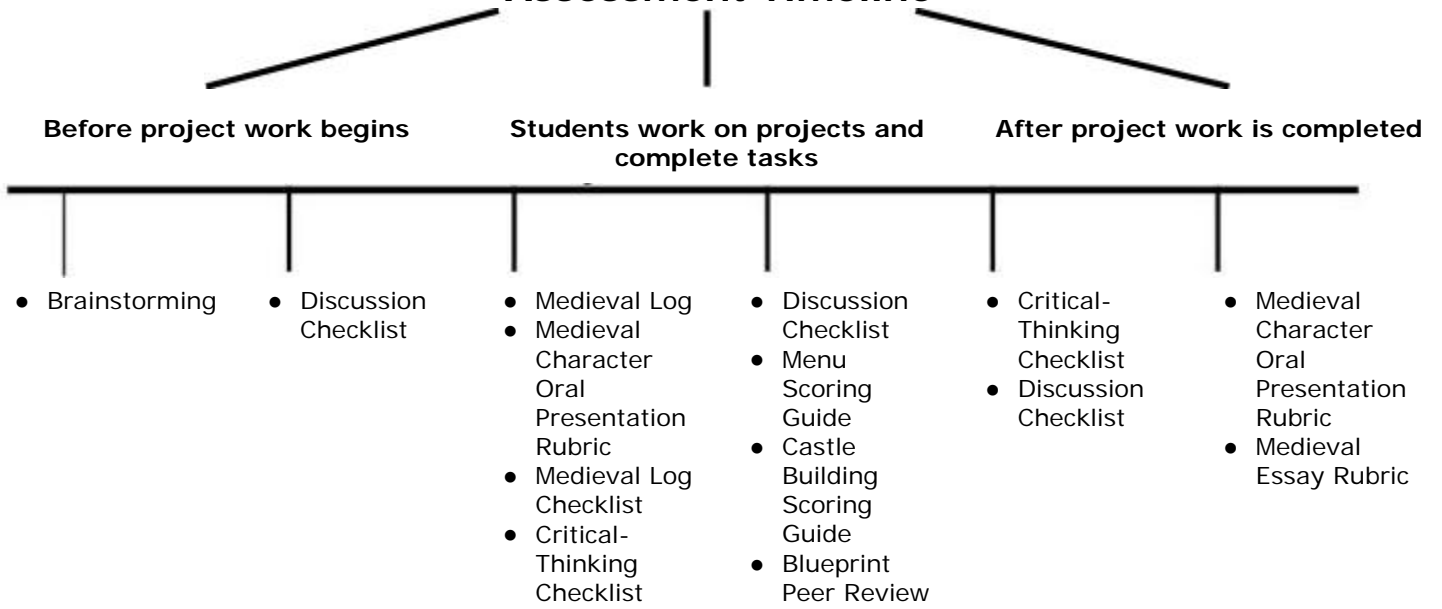 Assessment Timeline
Before project work begins
Students work on projects and
complete tasks
After project work is completed
● Brainstorming
● Discussion
Checklist
● Medieval Log
● Medieval
Character
Oral
Presentation
Rubric
● Medieval Log
Checklist
● Critical-
Thinking
Checklist
● Discussion
Checklist
● Menu
Scoring
Guide
● Castle
Building
Scoring
Guide
● Blueprint
Peer Review
● Critical-
Thinking
Checklist
● Discussion
Checklist
● Medieval
Character
Oral
Presentation
Rubric
● Medieval
Essay Rubric